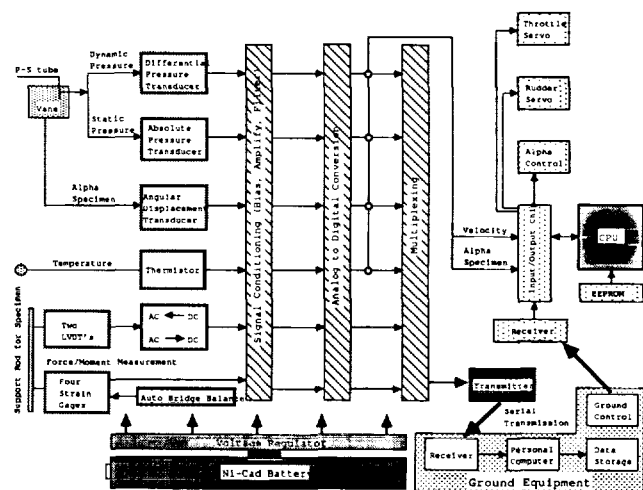 Dynamic
Pressure
P-S tube
Vane
Static
Pressure
Differential
Pressure
Transducer
Absolute
Pressure
Transducer
Alpha
Specimen
Angular
Displacement
Transducer
Temperature
Thermistor
Support Rod for Specimen
Two
LVDT's
AC DC
AC DC
Force/Moment Measurement
Four
Strain
Gages
Auto Bridge Balance
Signal Conditioning (Bias, Amplify, Filter)
Analog to Digital Conversion
Multiplexing
Throttle
Servo
Rudder
Servo
Alpha
Control
Velocity
Alpha
Specimen
Input/Output
CPU
EEPROM
Receiver
Transmitter
Serial
Transmission
Ground
Control
Receiver
Personal
Computer
Data
Storage
Ground Equipment
Voltage Regulator
Ni-Cad Battery